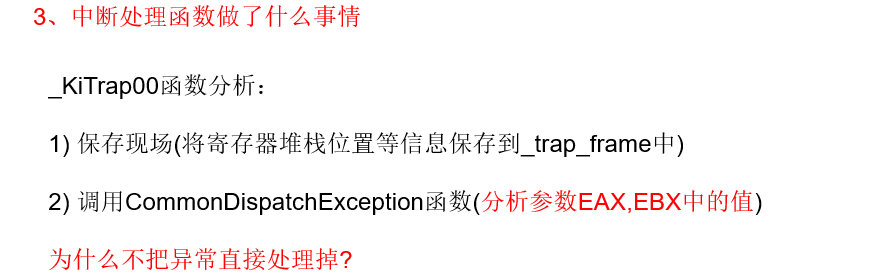 3、中断处理函数做了什么事情
_KiTrap00函数分析：
1) 保存现场(将寄存器堆栈位置等信息保存到_trap_frame中)
2) 调用CommonDispatchException函数(分析参数EAX,EBX中的值)
为什么不把异常直接处理掉?